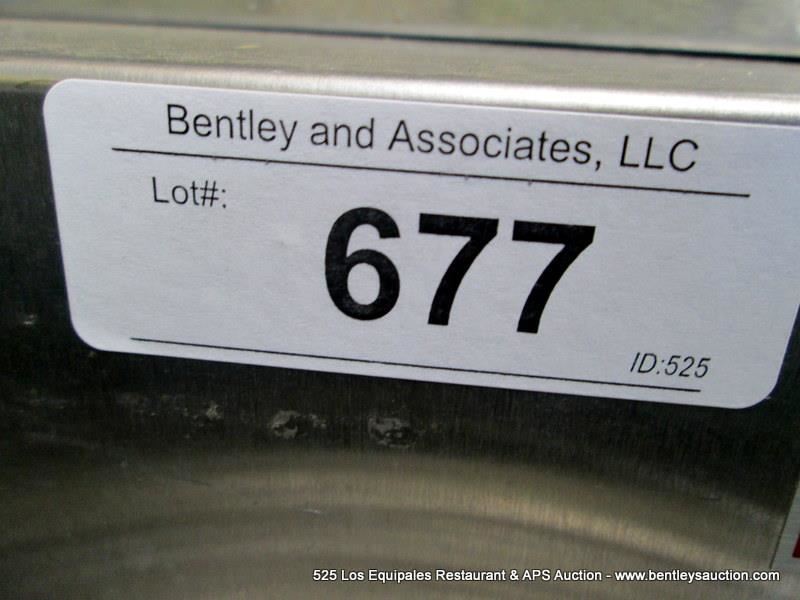 Bentley and Associates, LLC
Lot#:
677
ID:525
525 Los Equipales Restaurant & APS Auction - www.bentleysauction.com